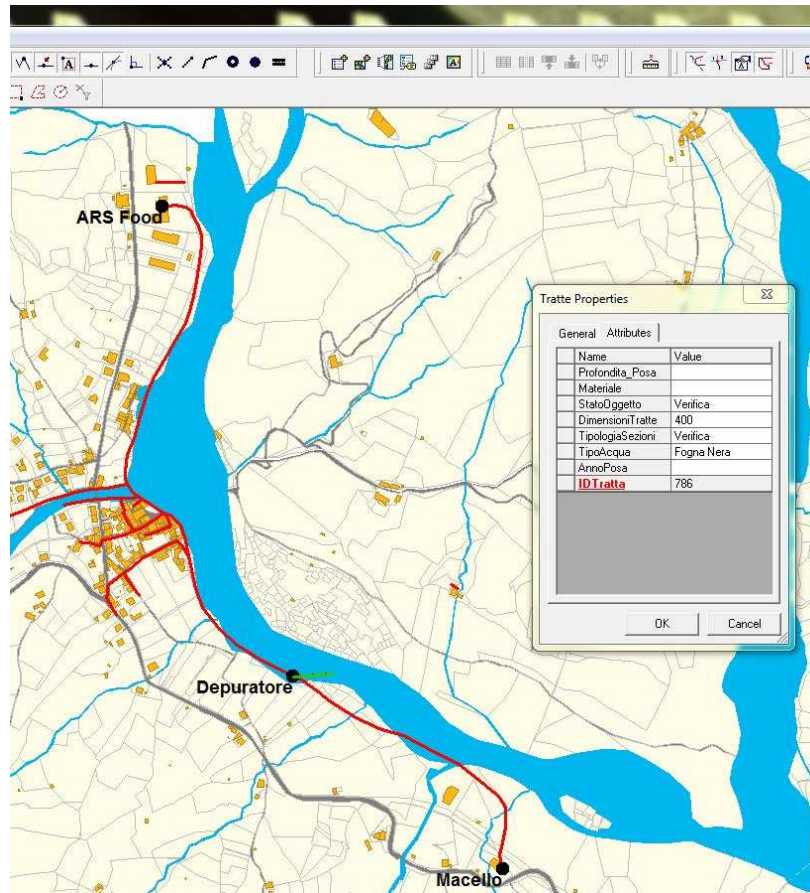 ARS Food
Depuratore
Macello
Tratte Properties
General Attributes
Name Value
Profondita_Posa
Materiale
StatoOggetto Verifica
DimensioniTratte 400
TipologiaSezioni Verifica
TipoAcqua Fogna Nera
AnnoPosa
IDTratta 786
OK Cancel